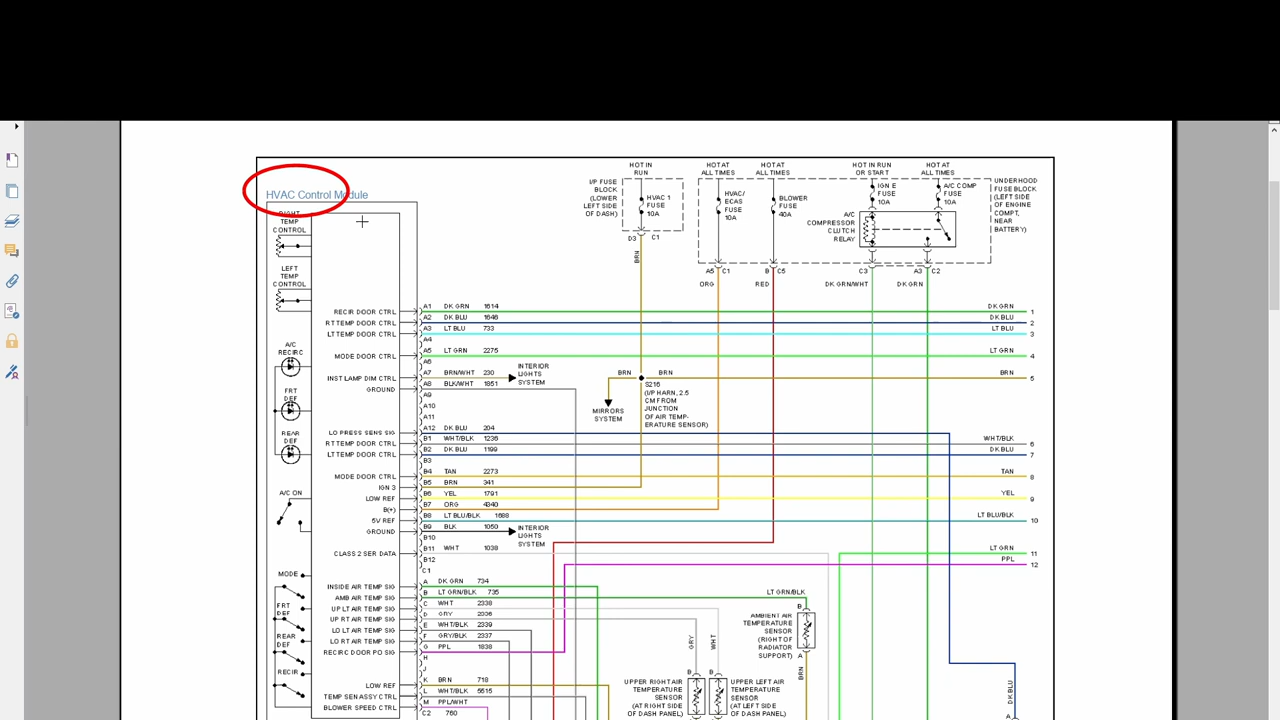 HOT IN RUN
HOT AT ALL TIMES
HOT AT ALL TIMES
HOT IN RUN OR START
HOT AT ALL TIMES
I/P FUSE
BLOCK
(LOWER
LEFT SIDE
OF DASH)
HVAC 1
FUSE
10A
HVAC/
ECAS
FUSE
10A
BLOWER
FUSE
40A
IGN E
FUSE
10A
A/C COMP
FUSE
10A
UNDERHOOD
FUSE BLOCK
(LEFT SIDE
OF ENGINE
COMPT,
NEAR
BATTERY)
A/C
COMPRESSOR
CLUTCH
RELAY
D3 C1
A5 C1
B C5
C3
A3 C2
BRN
ORG
RED
DK GRN/WHT
DK GRN
HVAC Control Module
RIGHT
TEMP
CONTROL
LEFT
TEMP
CONTROL
A/C
RECIRC
FRT
DEF
REAR
DEF
A/C ON
MODE
FRT
DEF
REAR
DEF
RECIR
RECIR DOOR CTRL A1 DK GRN 1614 DK GRN 1
RT TEMP DOOR CTRL A2 DK BLU 1646 DK BLU 2
LT TEMP DOOR CTRL A3 LT BLU 733 LT BLU 3
A4
MODE DOOR CTRL A5 LT GRN 2275 LT GRN 4
A6
INST LAMP DIM CTRL A7 BRN/WHT 230
INTERIOR
LIGHTS
SYSTEM
BRN BRN BRN 5
GROUND A8 BLK/WHT 1851
A9
A10
A11
MIRRORS
SYSTEM
S216
(I/P HARN, 2.5
CM FROM
JUNCTION
OF AIR TEMP-
ERATURE SENSOR)
LO PRESS SENS SIG A12 DK BLU 204
RT TEMP DOOR CTRL B1 WHT/BLK 1236 WHT/BLK 6
LT TEMP DOOR CTRL B2 DK BLU 1199 DK BLU 7
B3
MODE DOOR CTRL B4 TAN 2273 TAN 8
IGN 3 B5 BRN 341
LOW REF B6 YEL 1791 YEL 9
B(+) B7 ORG 4340
5V REF B8 LT BLU/BLK 1688 LT BLU/BLK 10
GROUND B9 BLK 1050
INTERIOR
LIGHTS
SYSTEM
B10
CLASS 2 SER DATA B11 WHT 1038 LT GRN 11
B12
PPL 12
C1
INSIDE AIR TEMP SIG A DK GRN 734
AMB AIR TEMP SIG B LT GRN/BLK 735 LT GRN/BLK
UP LT AIR TEMP SIG C WHT 2338
UP RT AIR TEMP SIG D GRY 2336
LO LT AIR TEMP SIG E WHT/BLK 2339
LO RT AIR TEMP SIG F GRY/BLK 2337
RECIRC DOOR PO SIG G PPL 1838
H
J
LOW REF K BRN 718
TEMP SEN ASSY CTRL L WHT/BLK 5515
BLOWER SPEED CTRL M PPL/WHT
C2 760
B
AMBIENT AIR
TEMPERATURE
SENSOR
(RIGHT OF
RADIATOR
SUPPORT)
A
GRY
WHT
BRN
DK BLU
B B
UPPER RIGHT AIR
TEMPERATURE
SENSOR
(AT RIGHT SIDE
OF DASH PANEL)
UPPER LEFT AIR
TEMPERATURE
SENSOR
(AT LEFT SIDE
OF DASH PANEL)
A